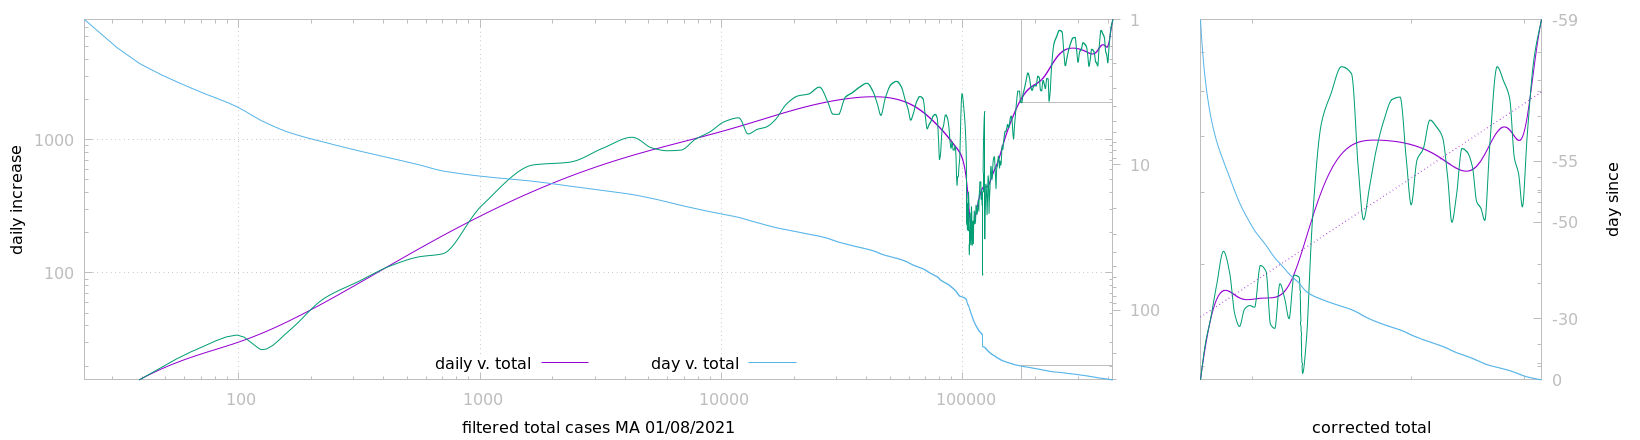 daily increase
1000
100
daily v. total
day v. total
100
1000
10000
100000
filtered total cases MA 01/08/2021
1
10
100
-59
-55
-50
-30
0
day since
corrected total